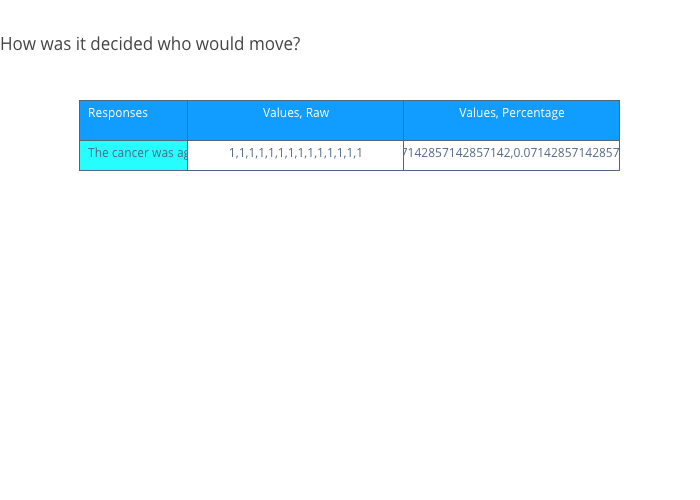 How was it decided who would move?
Responses Values, Raw Values, Percentage
The cancer was ag 1,1,1,1,1,1,1,1,1,1,1,1,1,1 7142857142857142,0.07142857142857